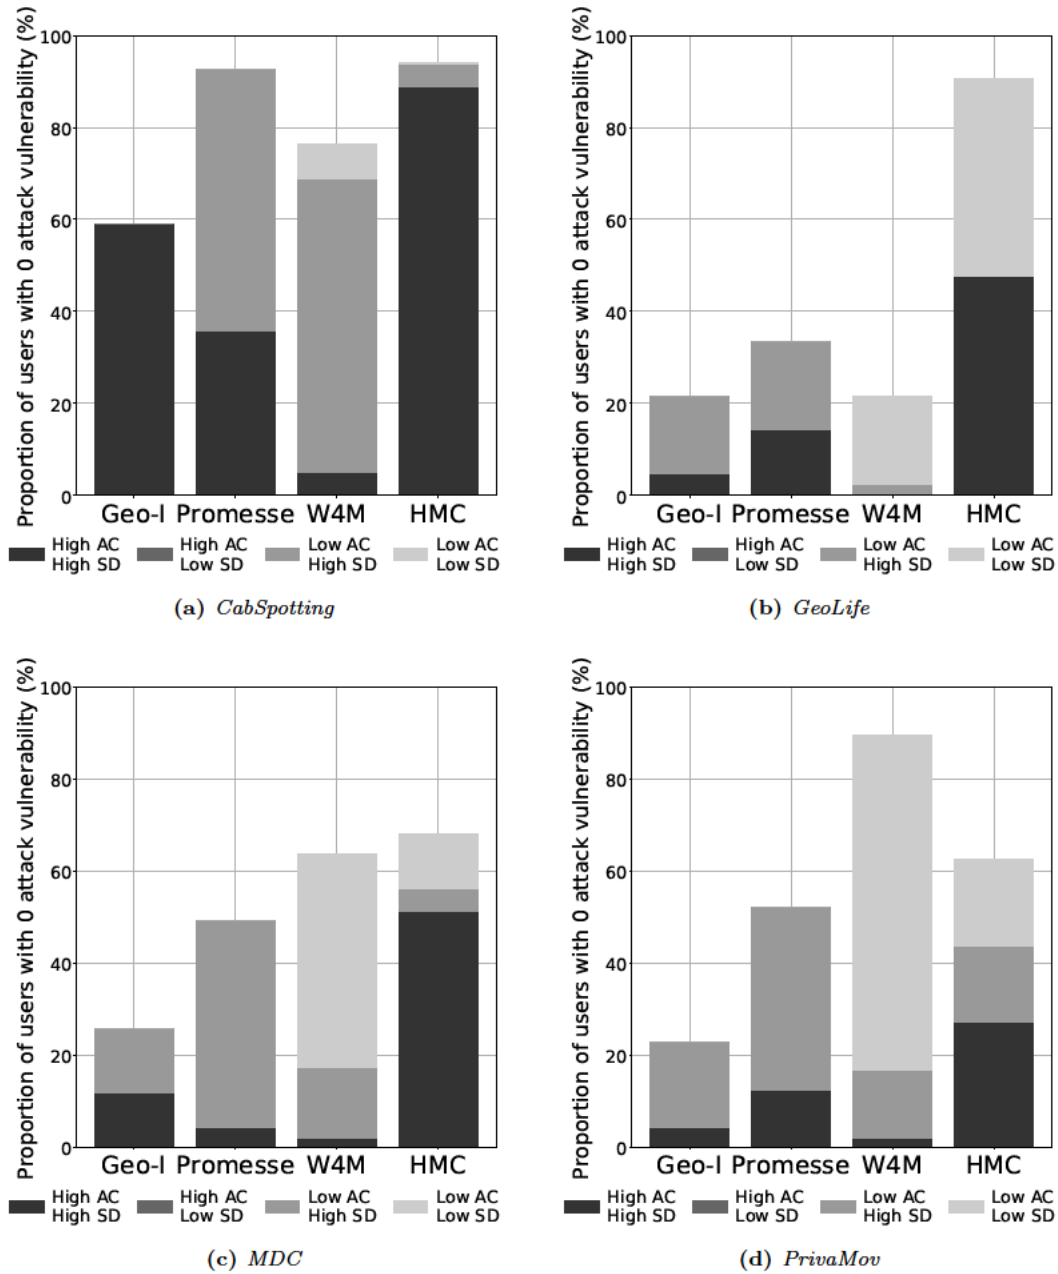 Proportion of users with 0 attack vulnerability (%)
100
80
60
40
20
0
Geo-I Promesse W4M HMC
High AC High SD
High AC Low SD
Low AC High SD
Low AC Low SD
(a) CabSpotting
Proportion of users with 0 attack vulnerability (%)
100
80
60
40
20
0
Geo-I Promesse W4M HMC
High AC High SD
High AC Low SD
Low AC High SD
Low AC Low SD
(b) GeoLife
Proportion of users with 0 attack vulnerability (%)
100
80
60
40
20
0
Geo-I Promesse W4M HMC
High AC High SD
High AC Low SD
Low AC High SD
Low AC Low SD
(c) MDC
Proportion of users with 0 attack vulnerability (%)
100
80
60
40
20
0
Geo-I Promesse W4M HMC
High AC High SD
High AC Low SD
Low AC High SD
Low AC Low SD
(d) PrivaMov